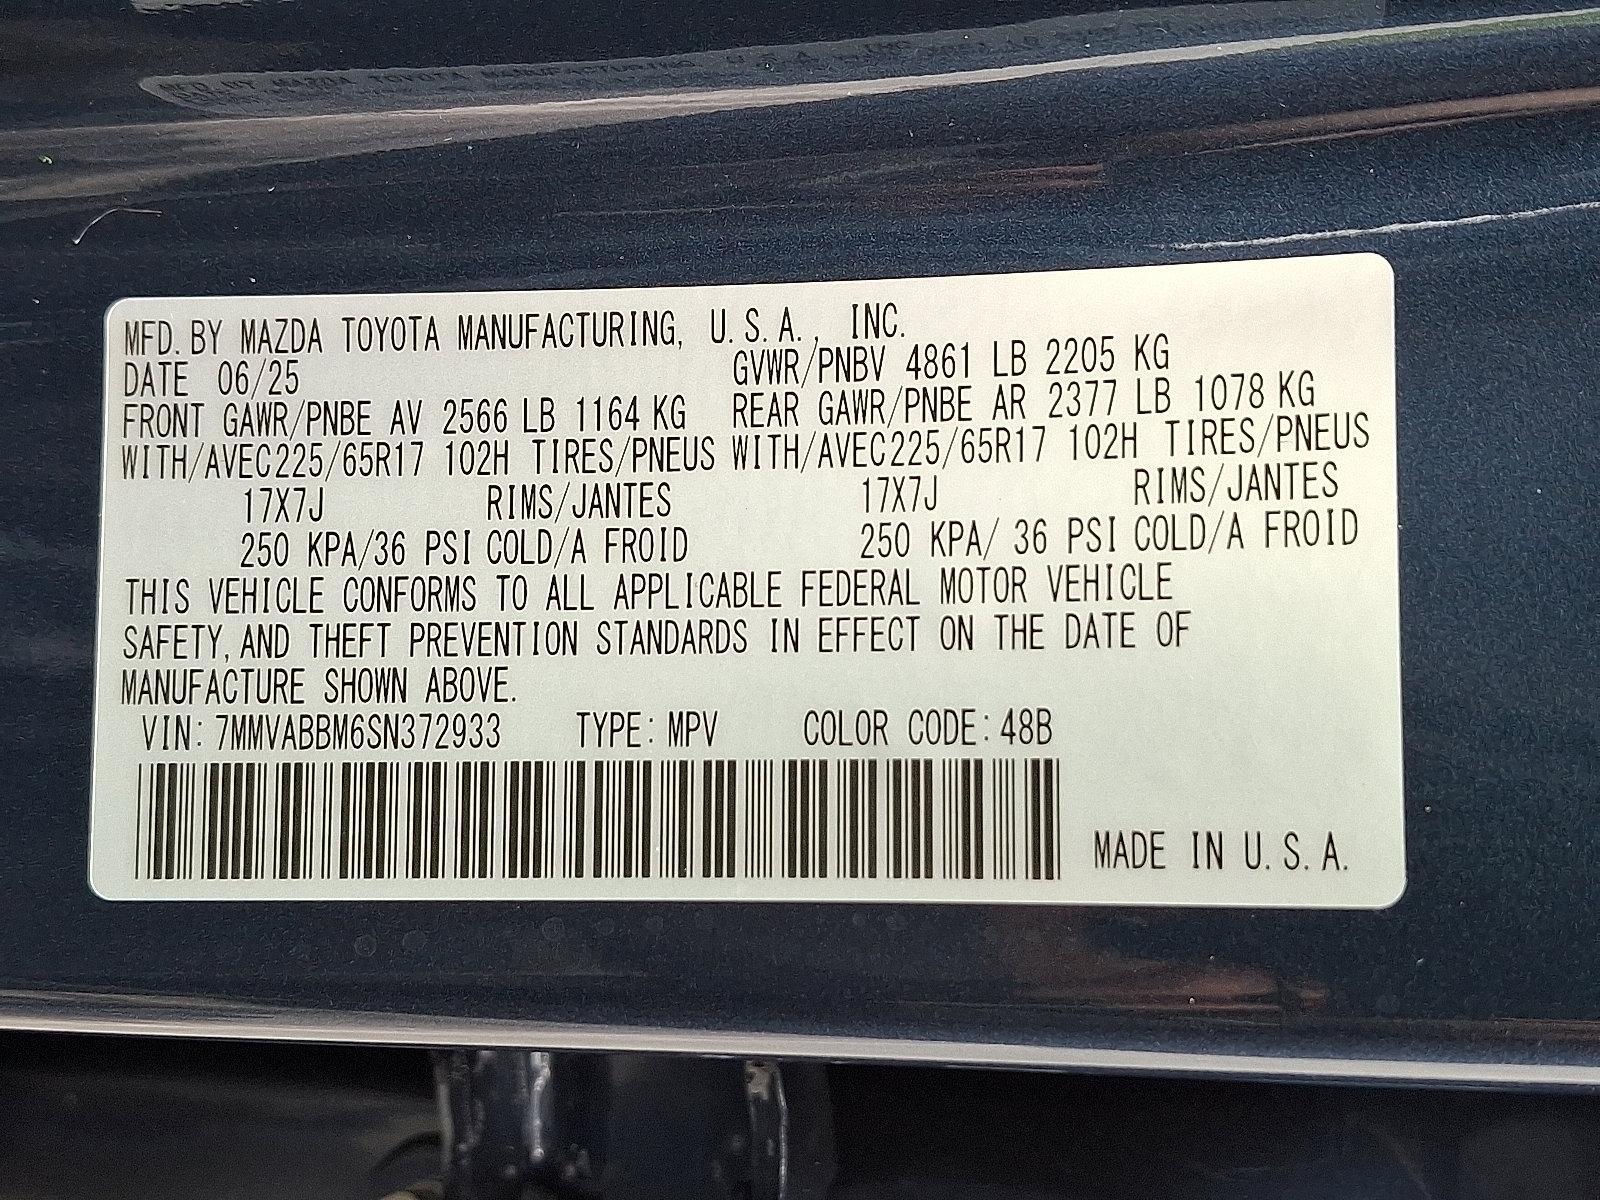 MFD. BY MAZDA TOYOTA MANUFACTURING, U.S.A., INC.
DATE 06/25 GVWR/PNBV 4861 LB 2205 KG
FRONT GAWR/PNBE AV 2566 LB 1164 KG REAR GAWR/PNBE AR 2377 LB 1078 KG
WITH/AVEC225/65R17 102H TIRES/PNEUS WITH/AVEC225/65R17 102H TIRES/PNEUS
17X7J RIMS/JANTES 17X7J RIMS/JANTES
250 KPA/36 PSI COLD/A FROID 250 KPA/ 36 PSI COLD/A FROID
THIS VEHICLE CONFORMS TO ALL APPLICABLE FEDERAL MOTOR VEHICLE
SAFETY, AND THEFT PREVENTION STANDARDS IN EFFECT ON THE DATE OF
MANUFACTURE SHOWN ABOVE.
VIN: 7MMVABBM6SN372933 TYPE: MPV COLOR CODE: 48B
MADE IN U.S.A.